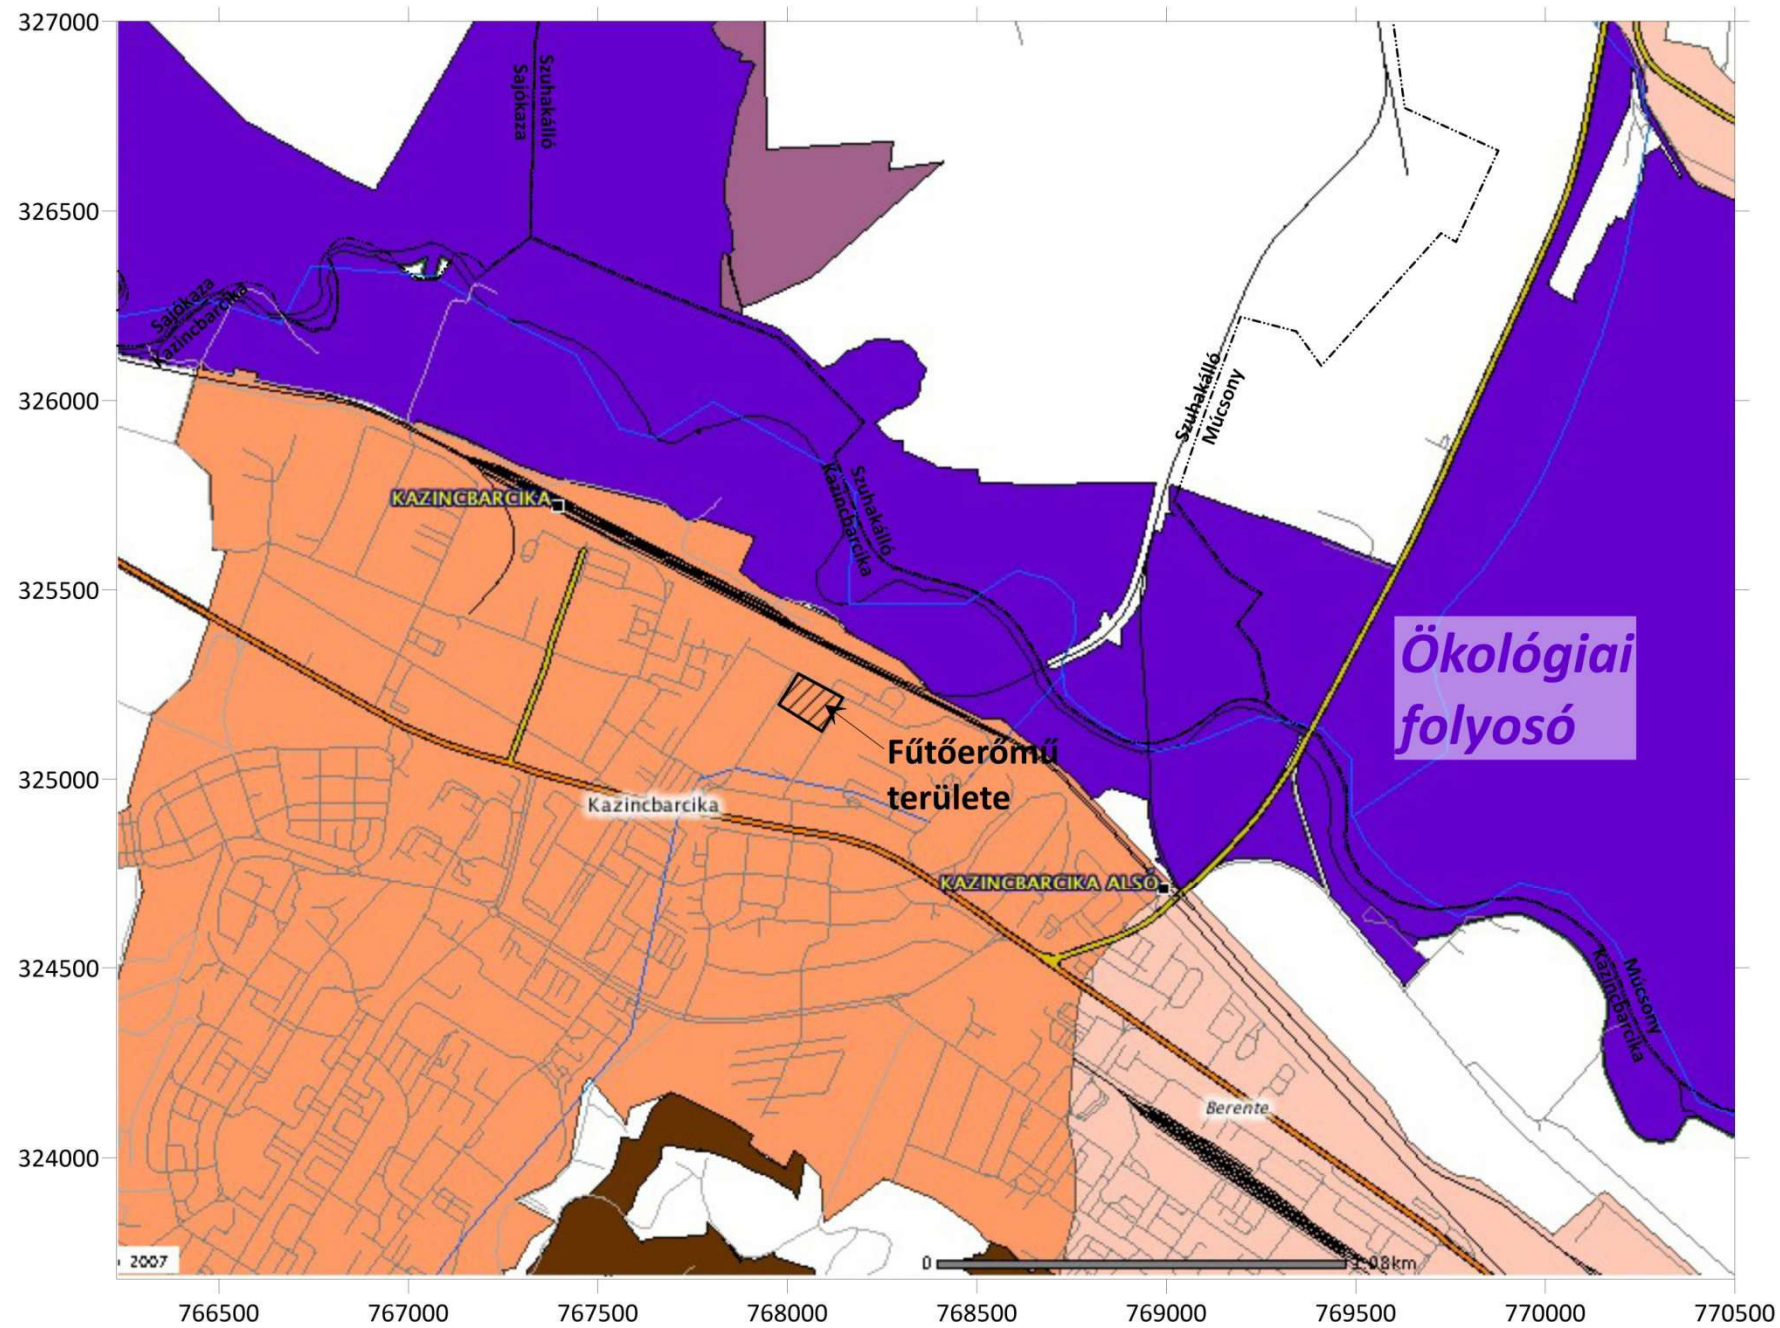 327000
326500
326000
325500
325000
324500
324000
766500
767000
767500
768000
768500
769000
769500
770000
770500
Szuhakálló
Sajókaza
Sajókaza
Kazincbarcika
Szuhakálló
Múcsony
Szuhakálló
Kazincbarcika
KAZINCBARCIKA
Ökológiai
folyosó
Fűtőerőmű
területe
Kazincbarcika
KAZINCBARCIKA ALSÓ
Múcsony
Kazincbarcika
Berente
2007
0
1.08km